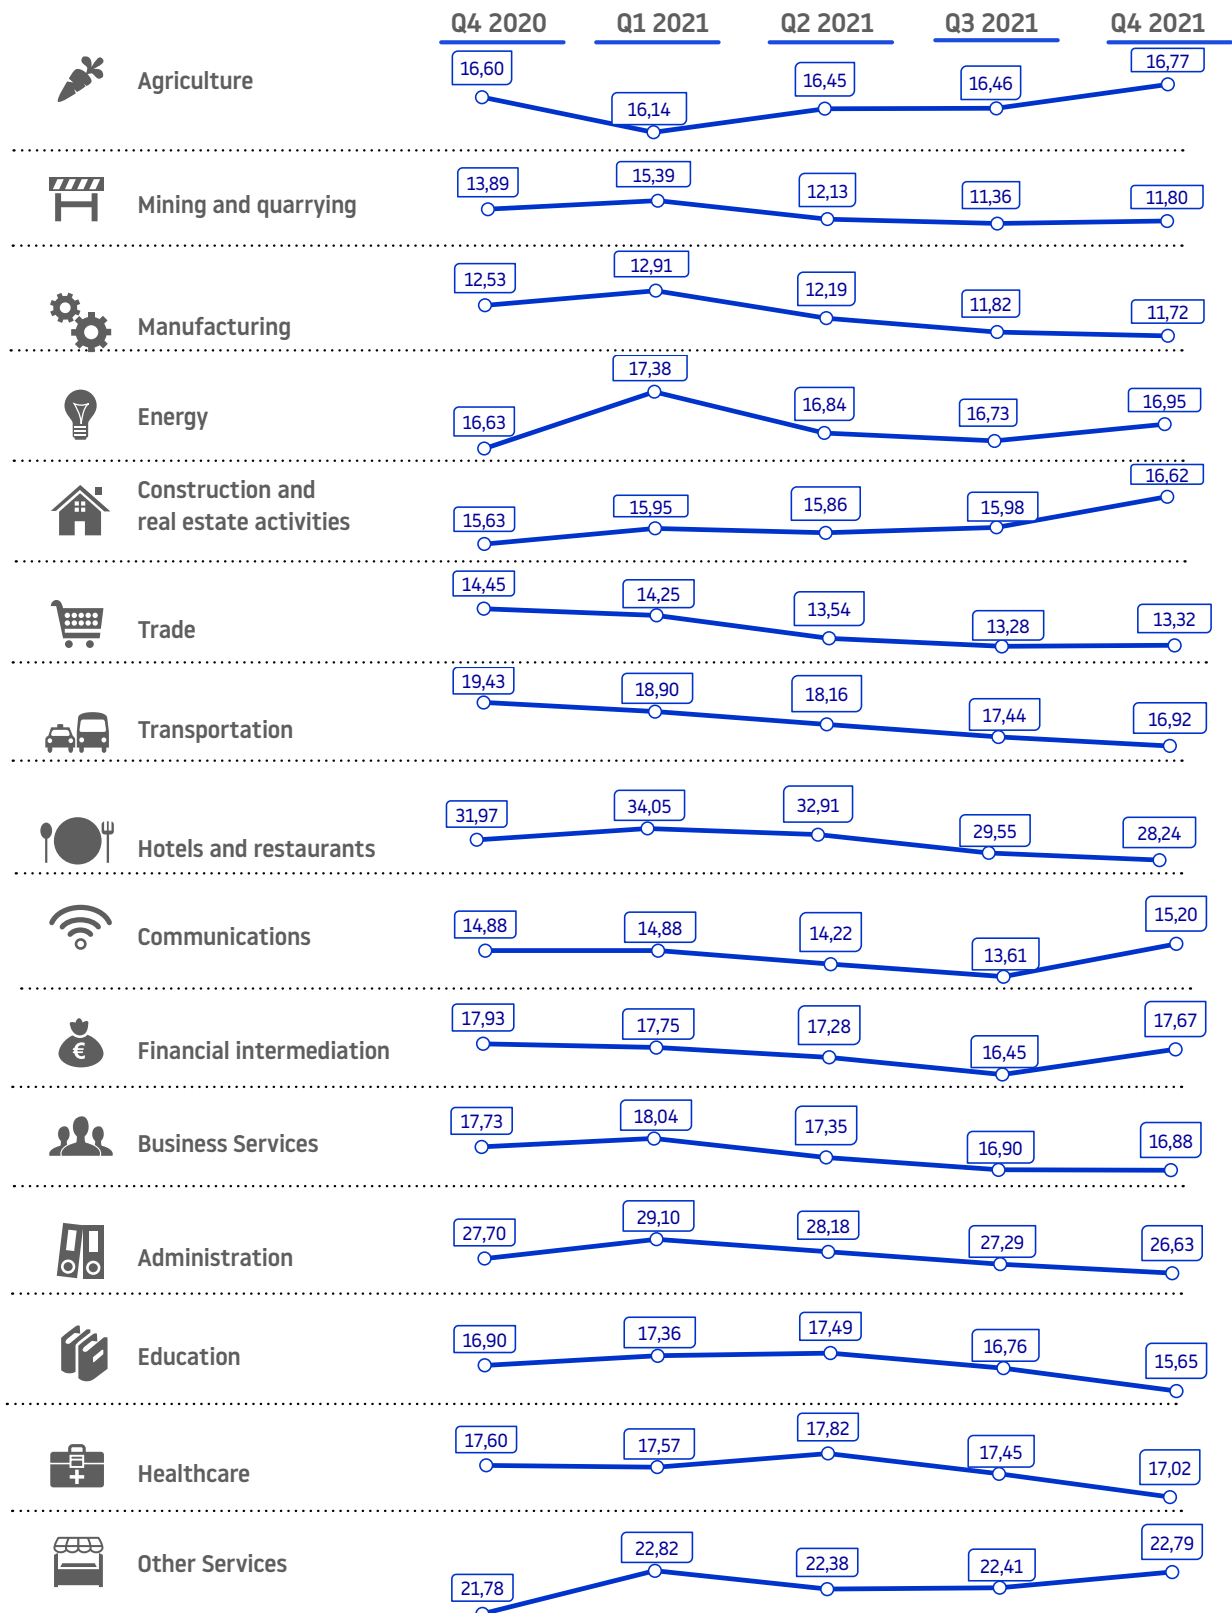 Q4 2020 Q1 2021 Q2 2021 Q3 2021 Q4 2021
Agriculture 16,60 16,14 16,45 16,46 16,77
Mining and quarrying 13,89 15,39 12,13 11,36 11,80
Manufacturing 12,53 12,91 12,19 11,82 11,72
Energy 16,63 17,38 16,84 16,73 16,95
Construction and
real estate activities 15,63 15,95 15,86 15,98 16,62
Trade 14,45 14,25 13,54 13,28 13,32
Transportation 19,43 18,90 18,16 17,44 16,92
Hotels and restaurants 31,97 34,05 32,91 29,55 28,24
Communications 14,88 14,88 14,22 13,61 15,20
€ Financial intermediation 17,93 17,75 17,28 16,45 17,67
Business Services 17,73 18,04 17,35 16,90 16,88
Administration 27,70 29,10 28,18 27,29 26,63
Education 16,90 17,36 17,49 16,76 15,65
Healthcare 17,60 17,57 17,82 17,45 17,02
Other Services 21,78 22,82 22,38 22,41 22,79